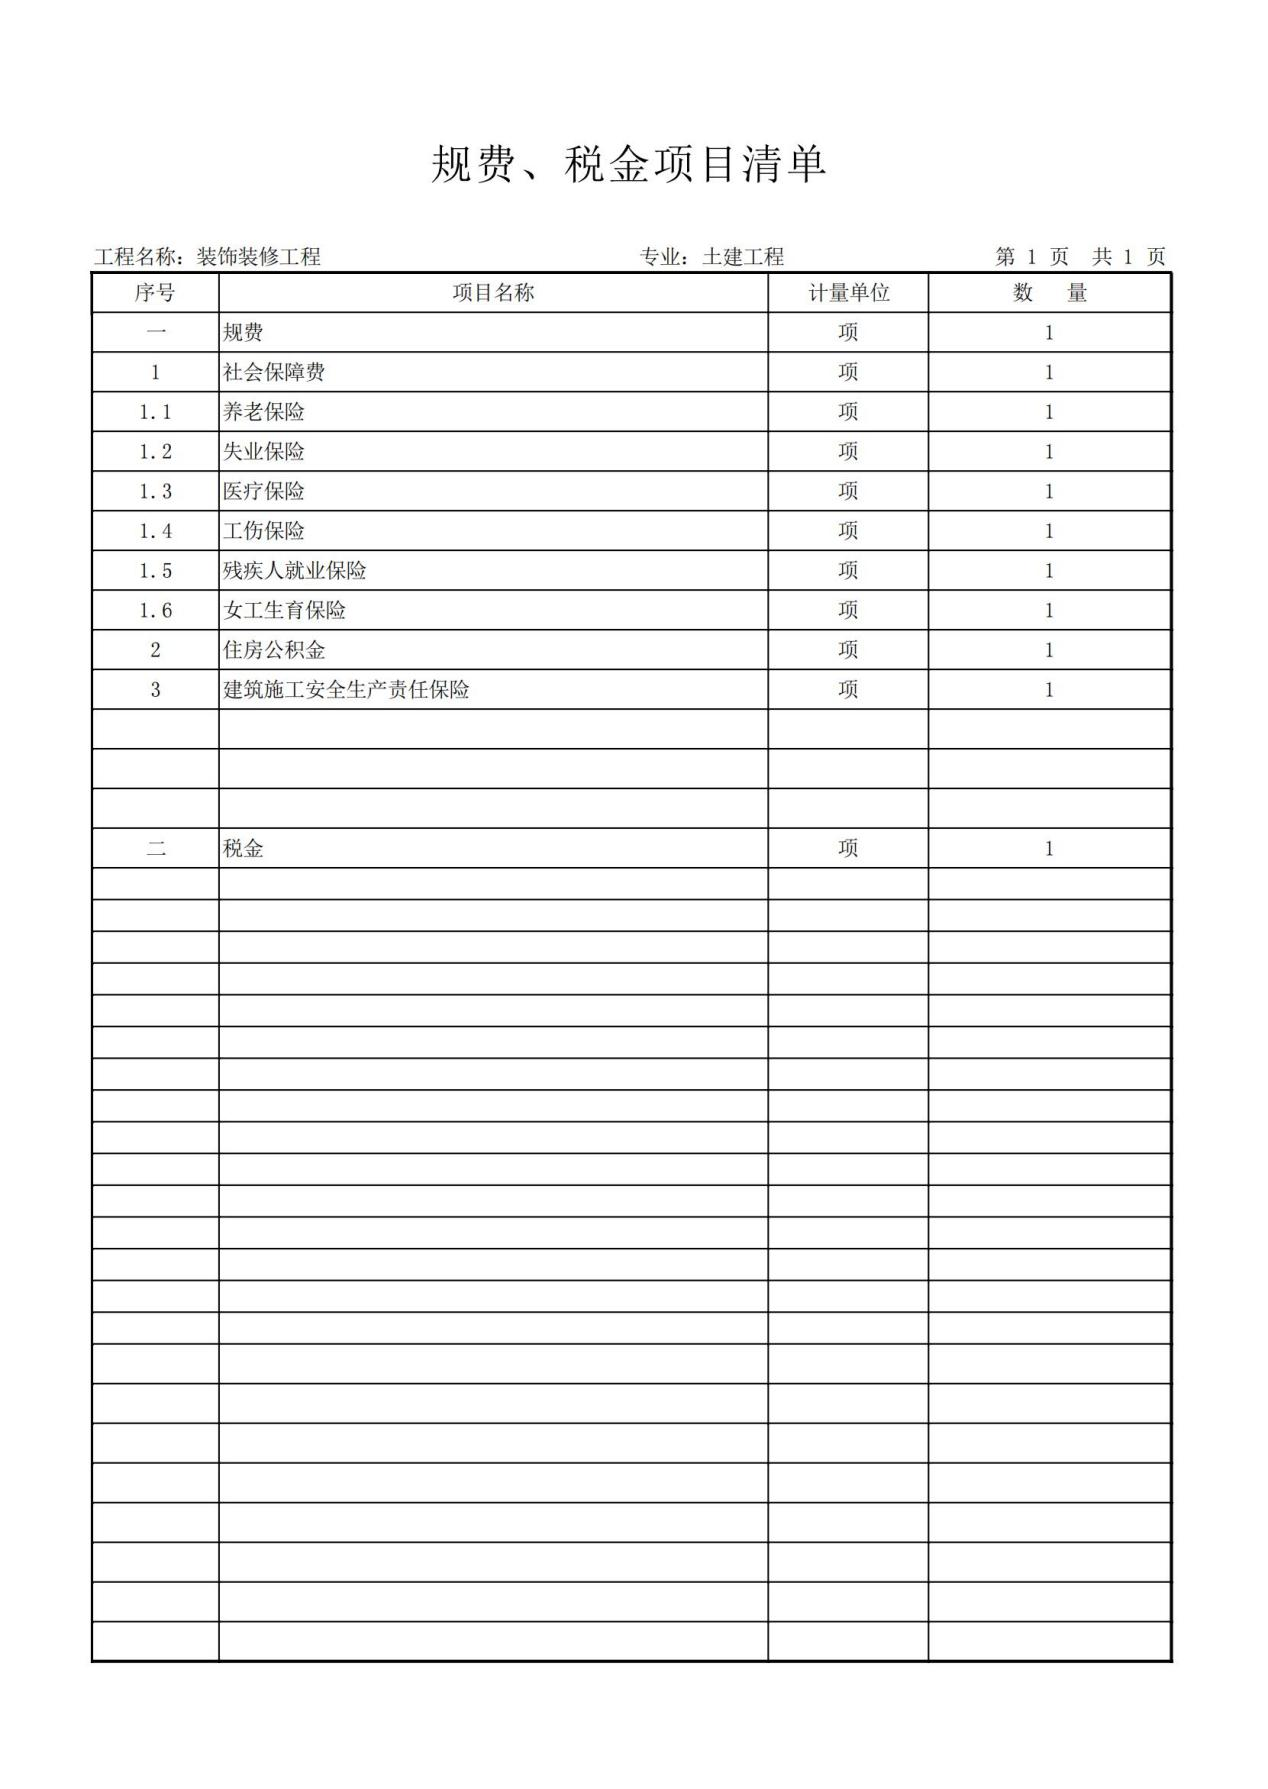 规费、税金项目清单
工程名称：装饰装修工程 专业：土建工程 第 1 页 共 1 页
序号 项目名称 计量单位 数 量
一 规费 项 1
1 社会保障费 项 1
1.1 养老保险 项 1
1.2 失业保险 项 1
1.3 医疗保险 项 1
1.4 工伤保险 项 1
1.5 残疾人就业保险 项 1
1.6 女工生育保险 项 1
2 住房公积金 项 1
3 建筑施工安全生产责任保险 项 1
二 税金 项 1